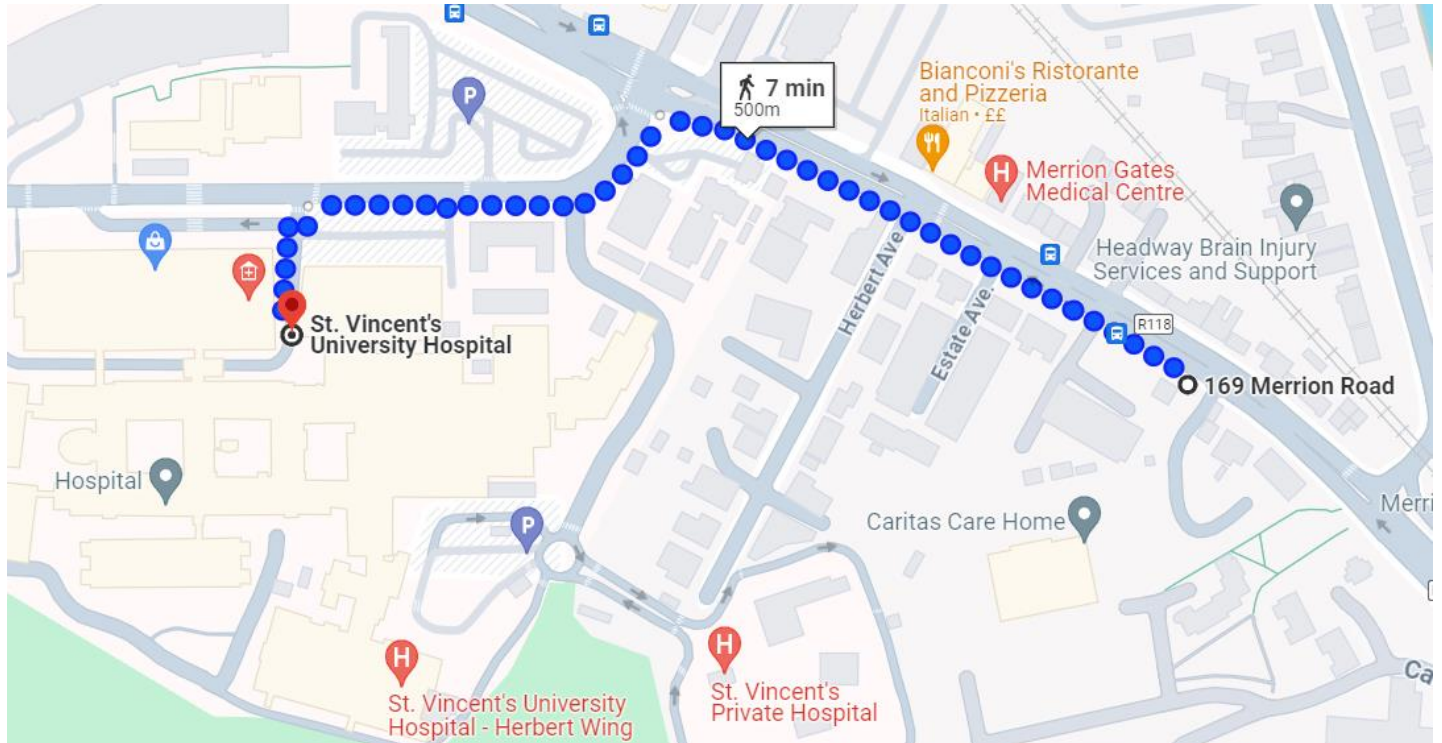 P
7 min
500m
Bianconi's Ristorante
and Pizzeria
Italian • ££
H
Merrion Gates
Medical Centre
Headway Brain Injury
Services and Support
Herbert Ave
Estate Ave.
R118
169 Merrion Road
St. Vincent's
University Hospital
Hospital
P
Caritas Care Home
Merri
H
St. Vincent's University
Hospital - Herbert Wing
H
St. Vincent's
Private Hospital
Ca